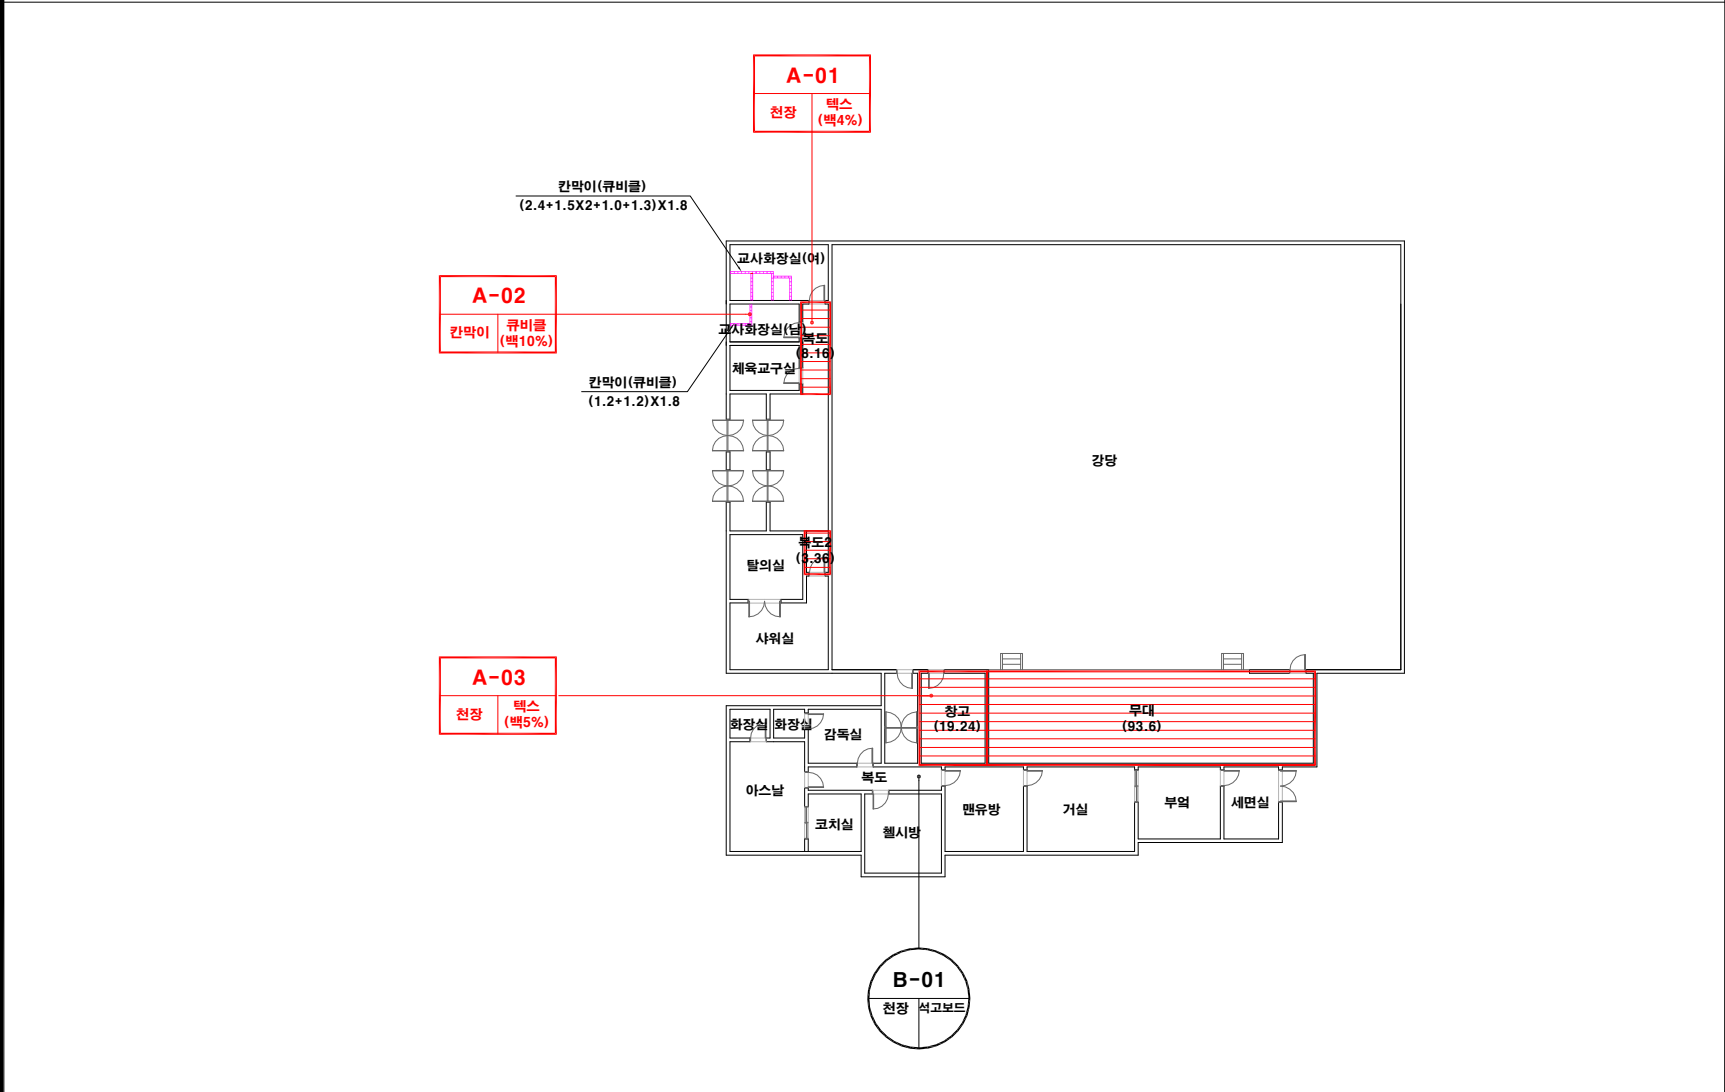 A-01
천장
텍스
(백4%)
칸막이(큐비클)
(2.4+1.5X2+1.0+1.3)X1.8
교사화장실(여)
A-02
칸막이
큐비클
(백10%)
교사화장실(남)
복도
(8.16)
체육교구실
칸막이(큐비클)
(1.2+1.2)X1.8
강당
복도2
(3.36)
탈의실
샤워실
A-03
천장
텍스
(백5%)
창고
(19.24)
무대
(93.6)
화장실
화장실
감독실
복도
아스날
코치실
첼시방
맨유방
거실
부엌
세면실
B-01
천장
석고보드